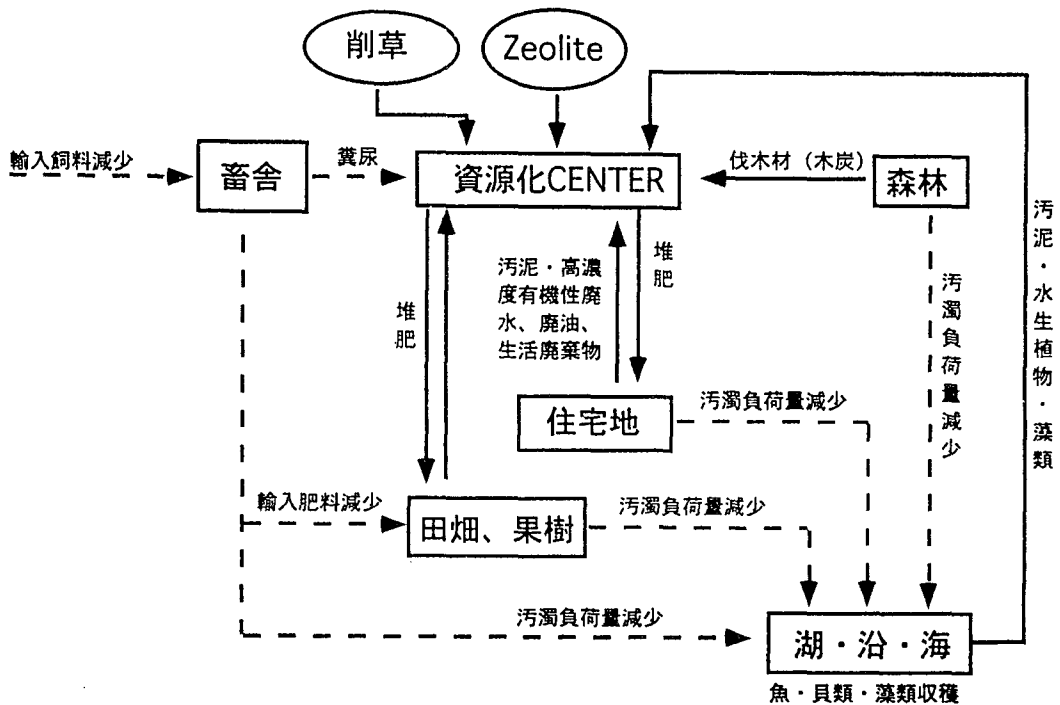 削草
Zeolite
輸入飼料減少
畜舎
糞尿
資源化CENTER
伐木材（木炭）
森林
堆肥
汚泥・高濃
度有機性廃
水、廃油、
生活廃棄物
堆肥
汚濁負荷量減少
汚泥・水生植物・藻類
住宅地
汚濁負荷量減少
輸入肥料減少
田畑、果樹
汚濁負荷量減少
汚濁負荷量減少
湖・沿・海
魚・貝類・藻類収穫